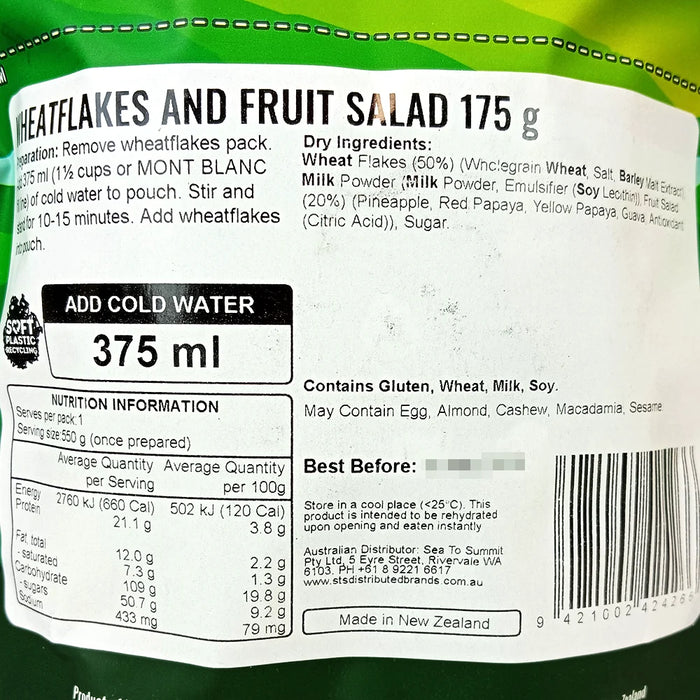 WHEATFLAKES AND FRUIT SALAD 175 g
Preparation: Remove wheatflakes pack.
375 ml (1½ cups or MONT BLANC
line) of cold water to pouch. Stir and
for 10-15 minutes. Add wheatflakes
into pouch.
ADD COLD WATER
375 ml
SOFT
PLASTIC
RECYCLING
NUTRITION INFORMATION
Serves per pack:1
Serving size:550 g (once prepared)
Average Quantity per Serving Average Quantity per 100g
Energy 2760 kJ (660 Cal) 502 kJ (120 Cal)
Protein 21.1 g 3.8 g
Fat, total 12.0 g 2.2 g
- saturated 7.3 g 1.3 g
Carbohydrate 109 g 19.8 g
- sugars 50.7 g 9.2 g
Sodium 433 mg 79 mg
Dry Ingredients:
Wheat Flakes (50%) (Wholegrain Wheat, Salt, Barley Malt Extract),
Milk Powder (Milk Powder, Emulsifier (Soy Lecithin)), Fruit Salad
(20%) (Pineapple, Red Papaya, Yellow Papaya, Guava, Antioxidant
(Citric Acid)), Sugar.
Contains Gluten, Wheat, Milk, Soy.
May Contain Egg, Almond, Cashew, Macadamia, Sesame.
Best Before:
Store in a cool place (<25°C). This
product is intended to be rehydrated
upon opening and eaten instantly
Australian Distributor: Sea To Summit
Pty Ltd, 5 Eyre Street, Rivervale WA
6103. PH +61 8 9221 6617
www.stsdistributedbrands.com.au
Made in New Zealand
9 421002 424266